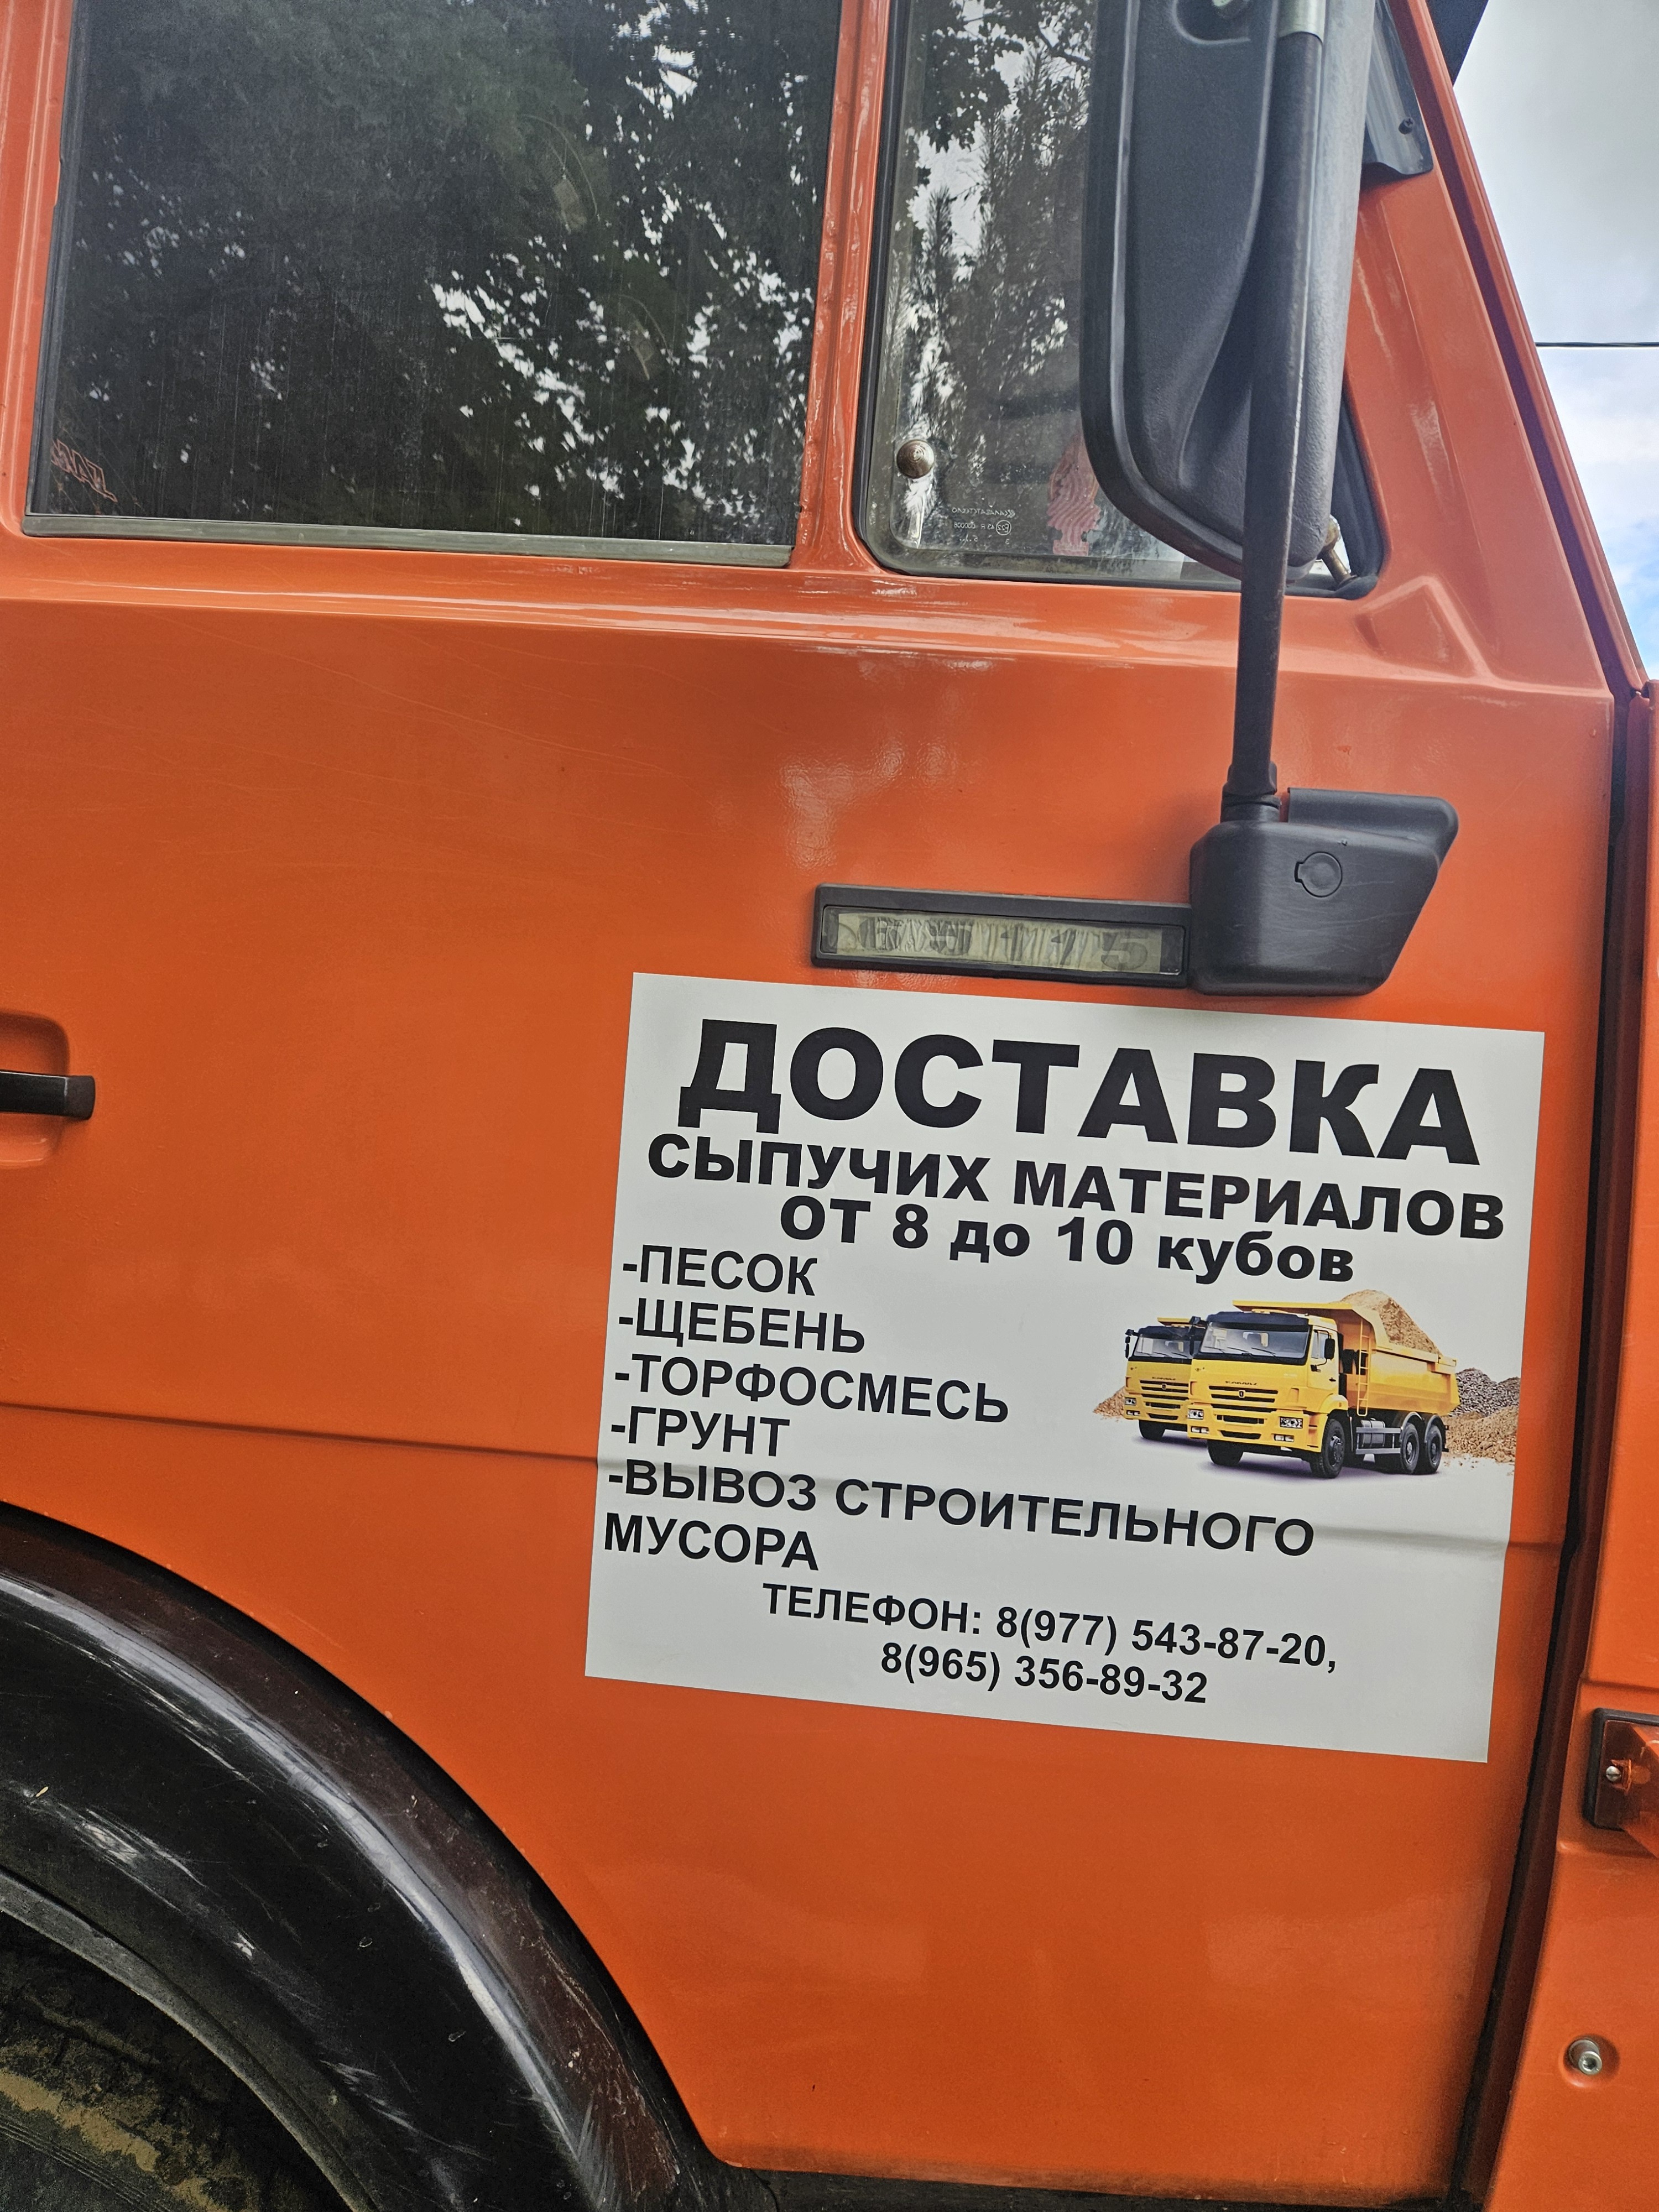 ДОСТАВКА
СЫПУЧИХ МАТЕРИАЛОВ
ОТ 8 до 10 кубов
-ПЕСОК
-ЩЕБЕНЬ
-ТОРФОСМЕСЬ
-ГРУНТ
-ВЫВОЗ СТРОИТЕЛЬНОГО
МУСОРА
ТЕЛЕФОН: 8(977) 543-87-20,
8(965) 356-89-32